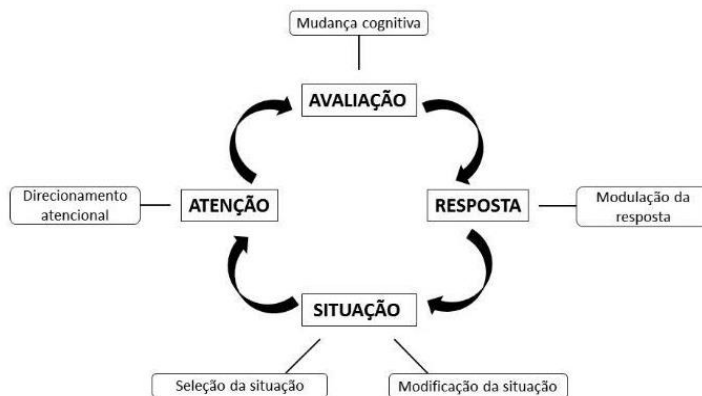 Mudança cognitiva
AVALIAÇÃO
Direcionamento
atencional
ATENÇÃO
RESPOSTA
Modulação da
resposta
SITUAÇÃO
Seleção da situação
Modificação da situação